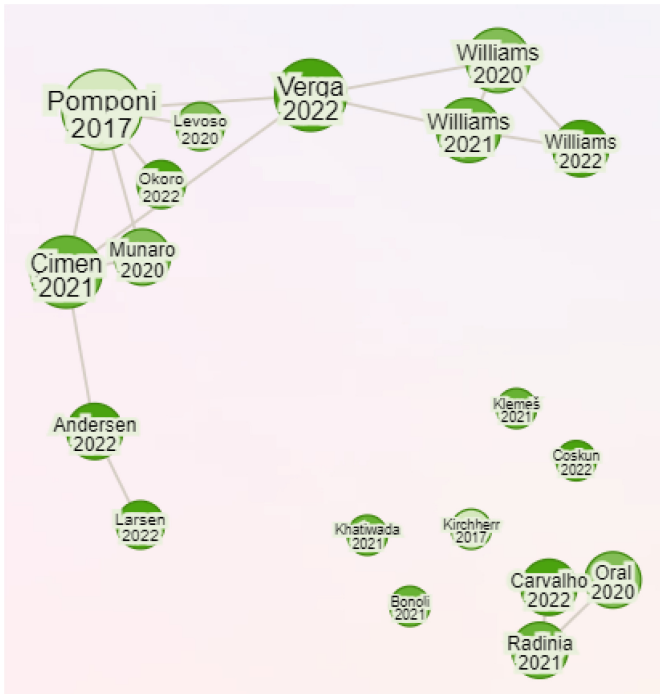 Williams
2020
Verga
2022
Pomponi
2017
Levoso
2020
Williams
2021
Williams
2022
Okoro
2022
Munaro
2020
Cimen
2021
Andersen
2022
Klemeš
2021
Coskun
2022
Larsen
2022
Khatiwada
2021
Kirchherr
2017
Carvalho
2022
Oral
2020
Bonoli
2021
Radinia
2021